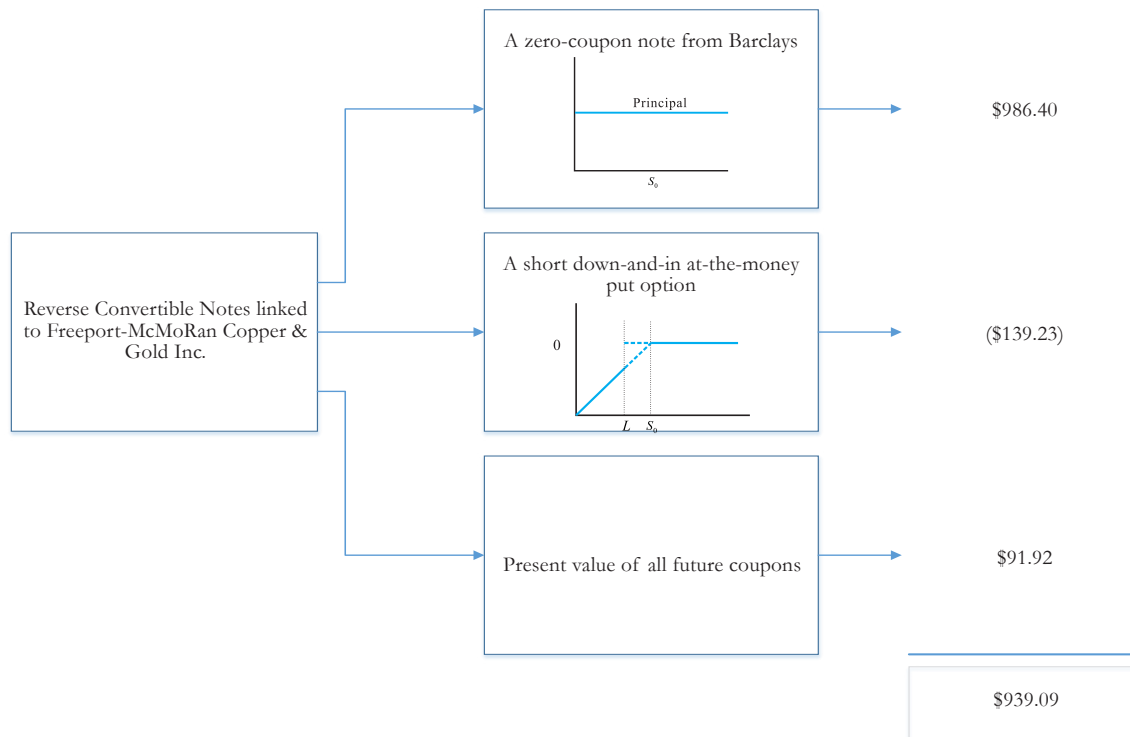 A zero-coupon note from Barclays
Principal
S₀
$986.40
Reverse Convertible Notes linked
to Freeport-McMoRan Copper &
Gold Inc.
A short down-and-in at-the-money
put option
0
L S₀
($139.23)
Present value of all future coupons
$91.92
$939.09